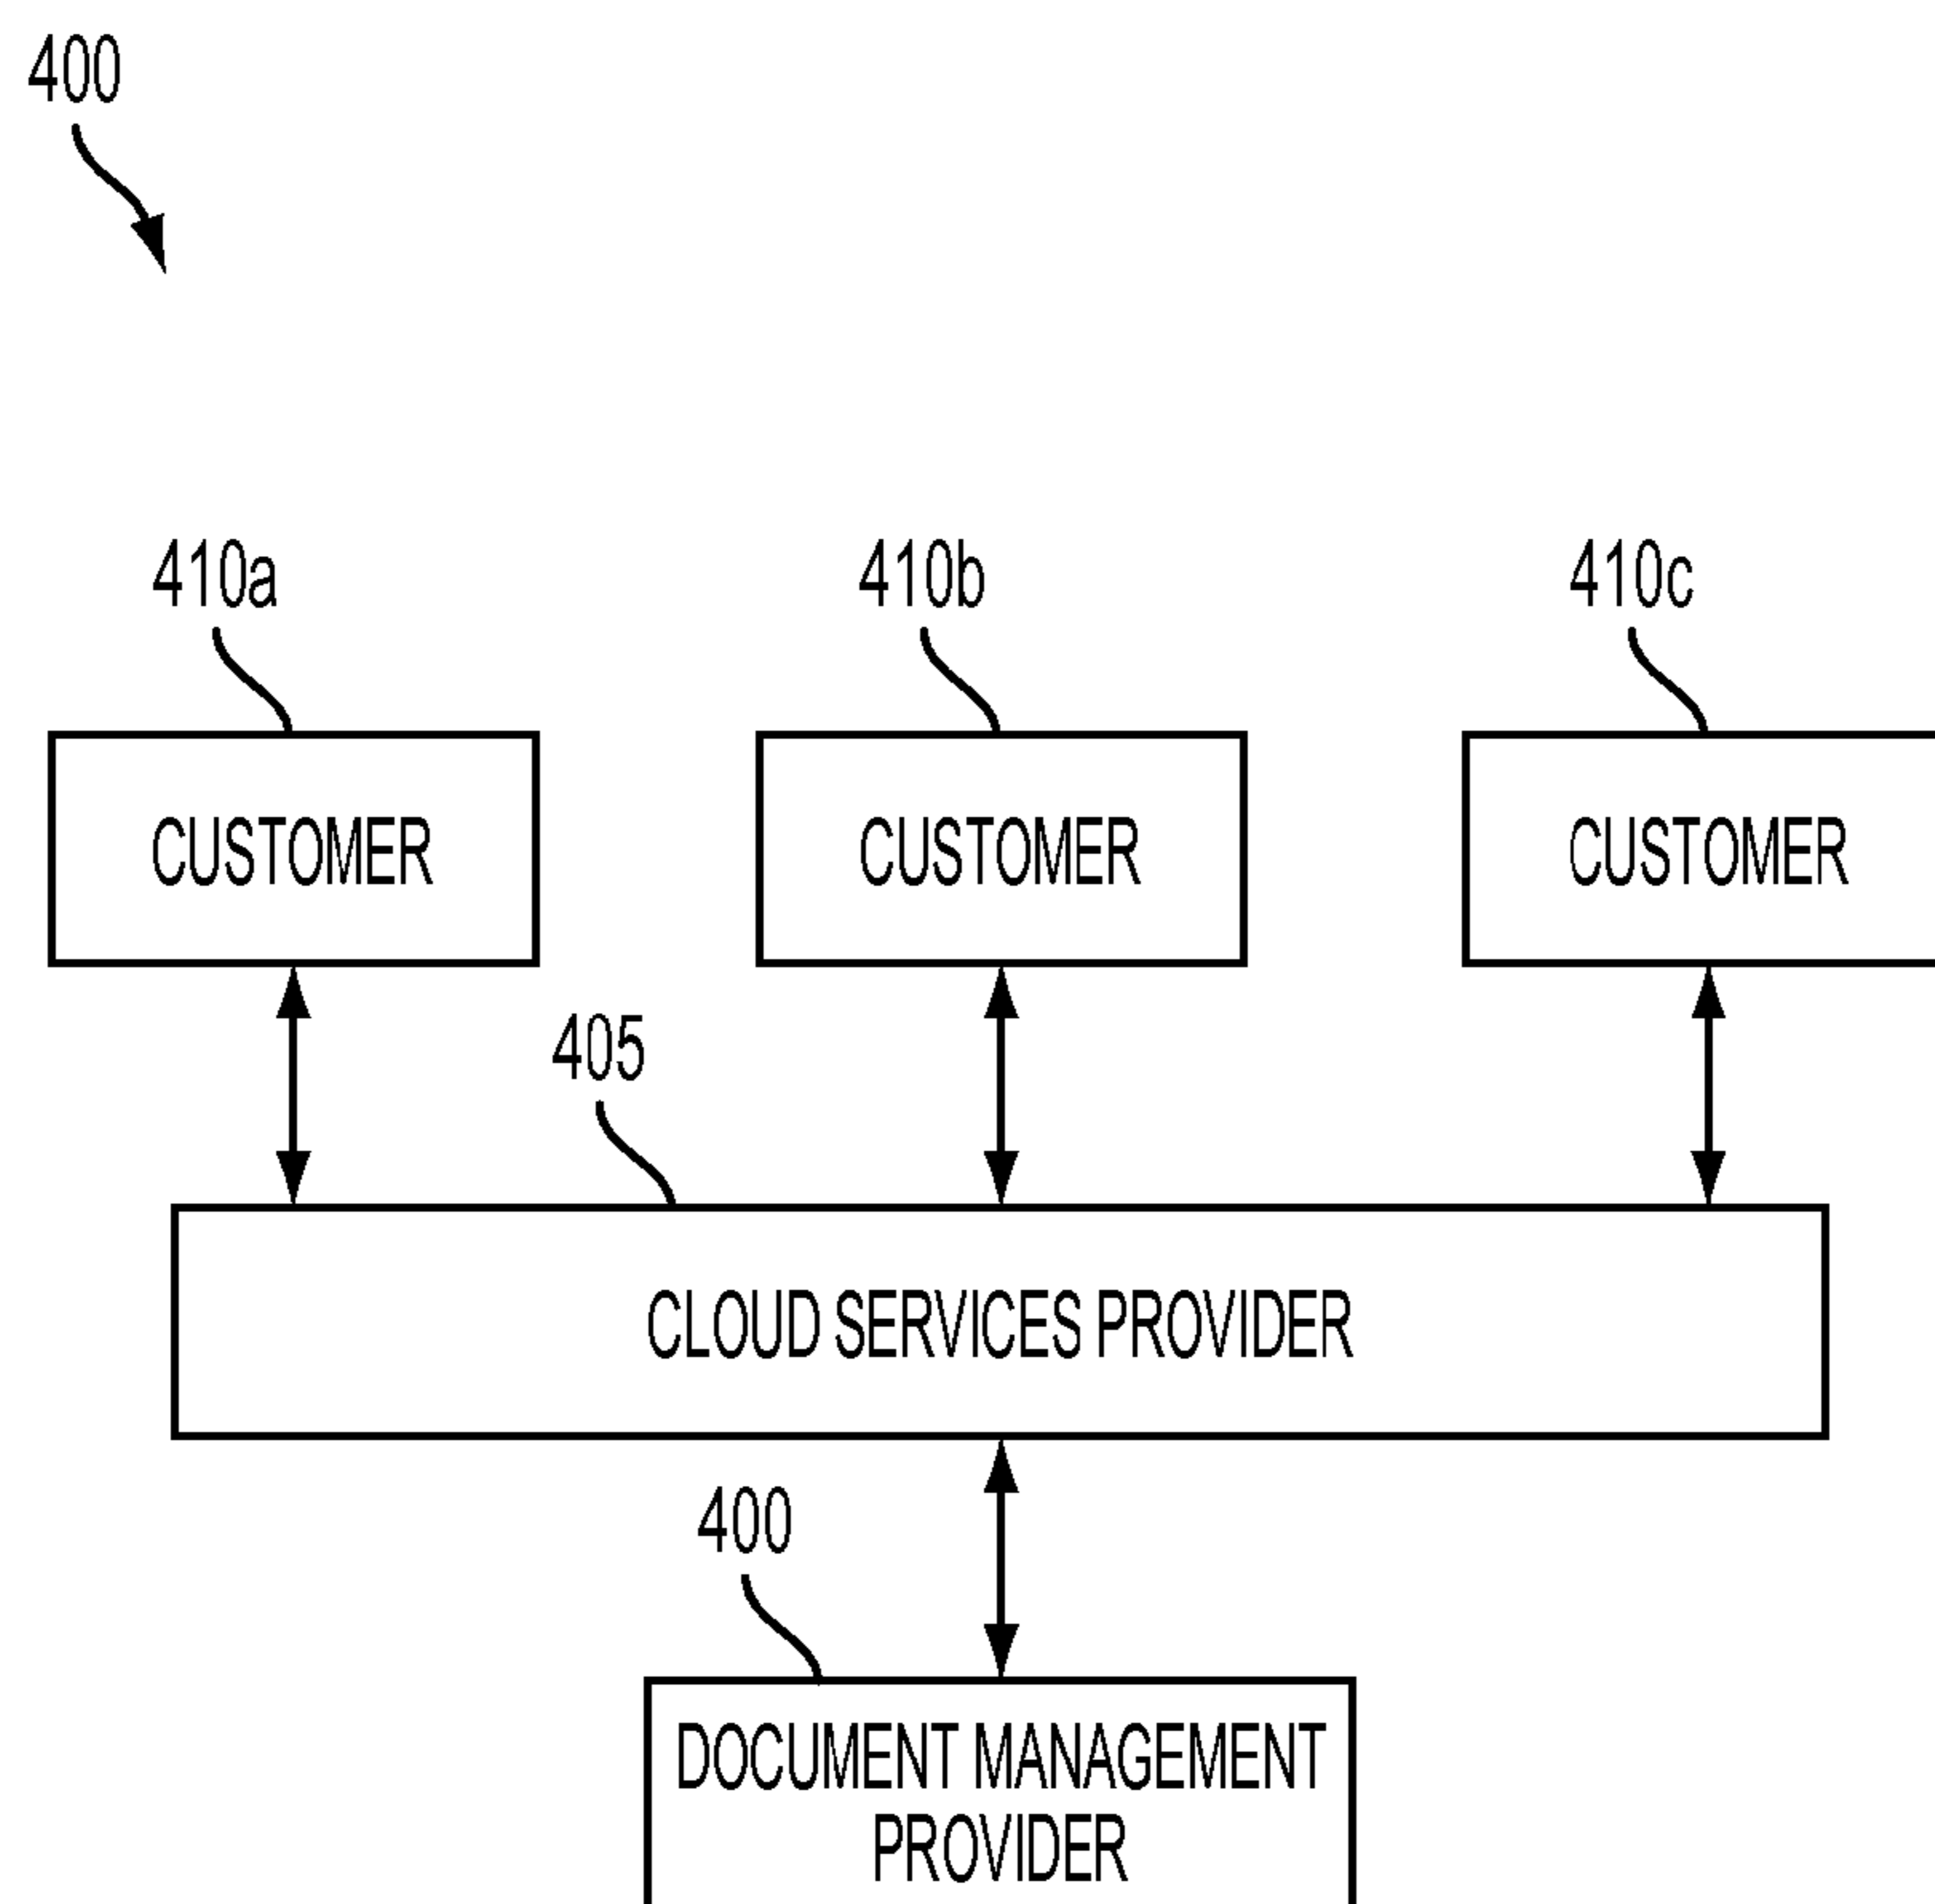 400
410a
410b
410c
CUSTOMER
CUSTOMER
CUSTOMER
405
CLOUD SERVICES PROVIDER
400
DOCUMENT MANAGEMENT
PROVIDER